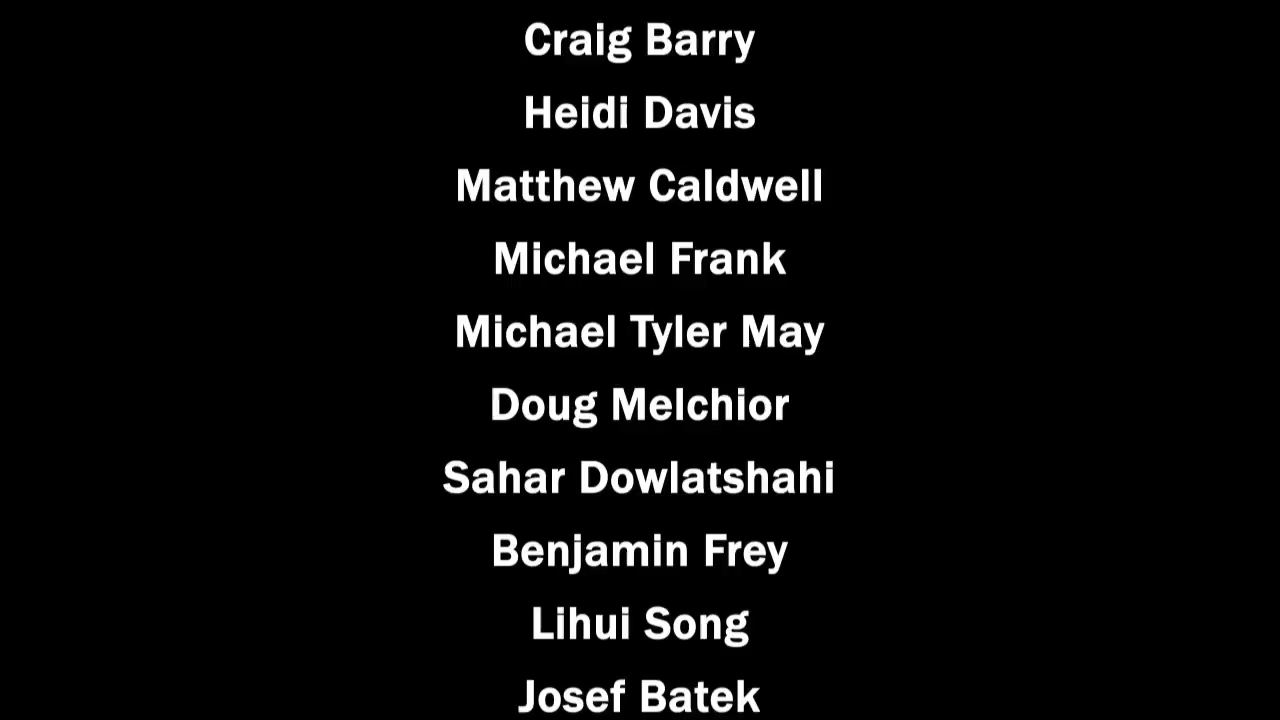 Craig Barry
Heidi Davis
Matthew Caldwell
Michael Frank
Michael Tyler May
Doug Melchior
Sahar Dowlatshahi
Benjamin Frey
Lihui Song
Josef Batek